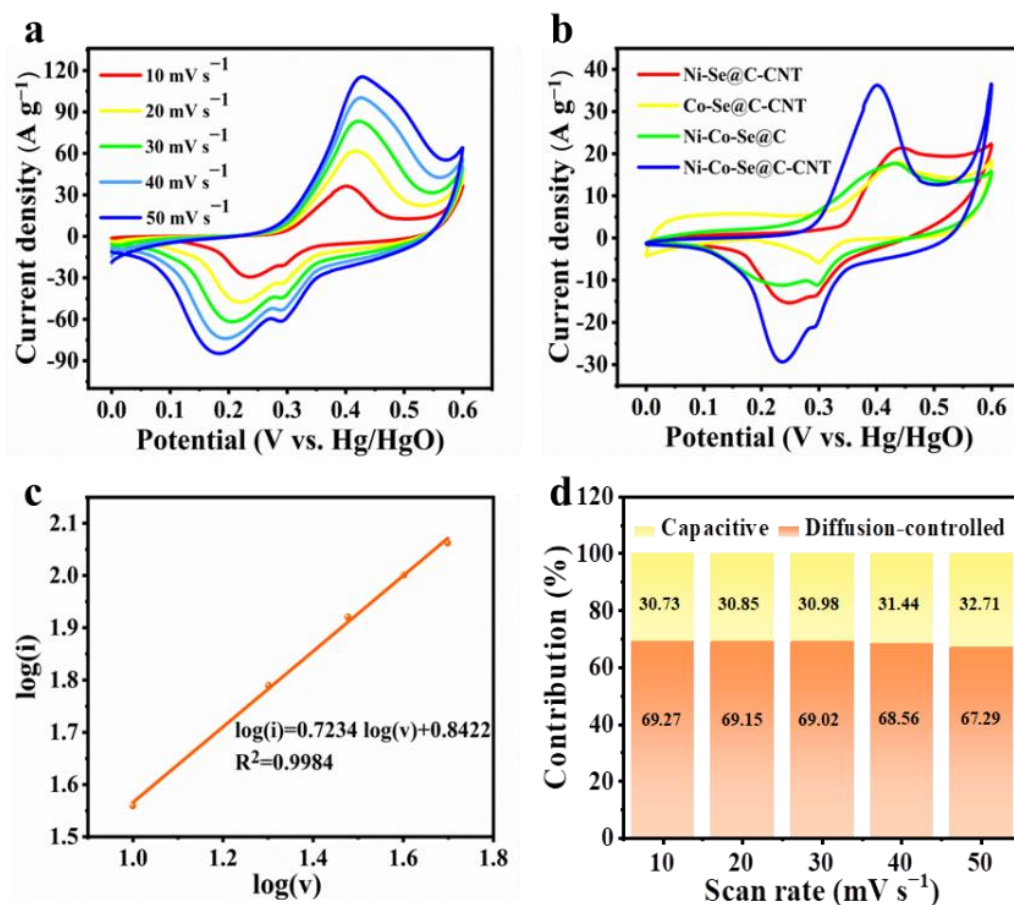 a
10 mV s⁻¹
20 mV s⁻¹
30 mV s⁻¹
40 mV s⁻¹
50 mV s⁻¹
120
90
60
30
0
-30
-60
-90
Current density (A g⁻¹)
0.0 0.1 0.2 0.3 0.4 0.5 0.6
Potential (V vs. Hg/HgO)
b
Ni-Se@C-CNT
Co-Se@C-CNT
Ni-Co-Se@C
Ni-Co-Se@C-CNT
40
30
20
10
0
-10
-20
-30
Current density (A g⁻¹)
0.0 0.1 0.2 0.3 0.4 0.5 0.6
Potential (V vs. Hg/HgO)
c
2.1
2.0
1.9
1.8
1.7
1.6
1.5
log(i)
log(i)=0.7234 log(v)+0.8422
R²=0.9984
1.0 1.2 1.4 1.6 1.8
log(v)
d
120
100
80
60
40
20
0
Contribution (%)
Capacitive Diffusion-controlled
30.73 30.85 30.98 31.44 32.71
69.27 69.15 69.02 68.56 67.29
10 20 30 40 50
Scan rate (mV s⁻¹)